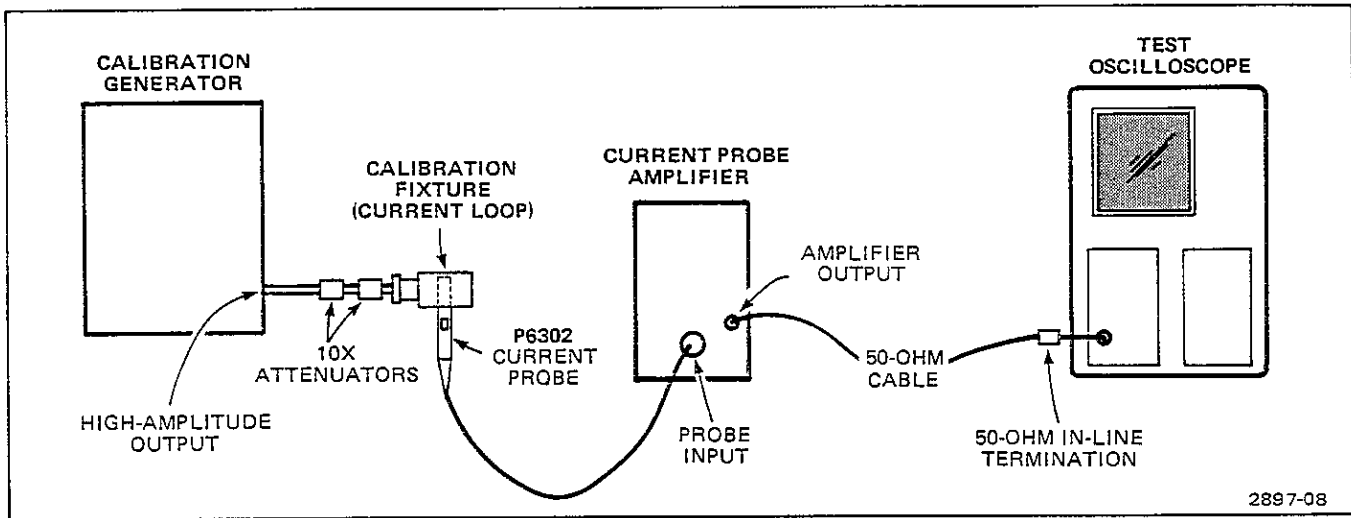 CALIBRATION
GENERATOR
TEST
OSCILLOSCOPE
CALIBRATION
FIXTURE
(CURRENT LOOP)
CURRENT PROBE
AMPLIFIER
AMPLIFIER
OUTPUT
10X
ATTENUATORS
P6302
CURRENT
PROBE
50-OHM
CABLE
HIGH-AMPLITUDE
OUTPUT
PROBE
INPUT
50-OHM IN-LINE
TERMINATION
2897-08